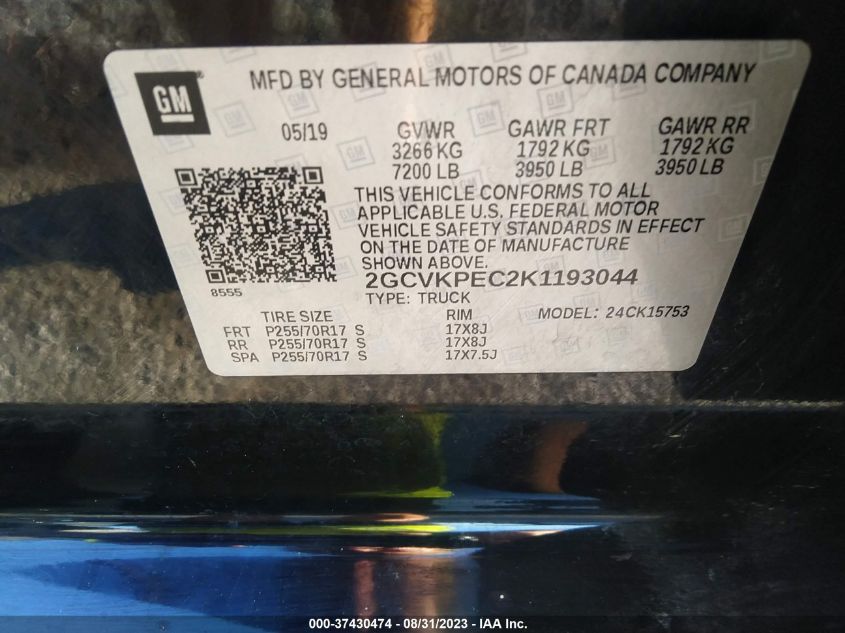 GM
MFD BY GENERAL MOTORS OF CANADA COMPANY
05/19 GVWR GAWR FRT GAWR RR
3266 KG 1792 KG 1792 KG
7200 LB 3950 LB 3950 LB
THIS VEHICLE CONFORMS TO ALL
APPLICABLE U.S. FEDERAL MOTOR
VEHICLE SAFETY STANDARDS IN EFFECT
ON THE DATE OF MANUFACTURE
SHOWN ABOVE.
8555 2GCVKPEC2K1193044
TYPE: TRUCK
TIRE SIZE RIM MODEL: 24CK15753
FRT P255/70R17 S 17X8J
RR P255/70R17 S 17X8J
SPA P255/70R17 S 17X7.5J
000-37430474 - 08/31/2023 - IAA Inc.